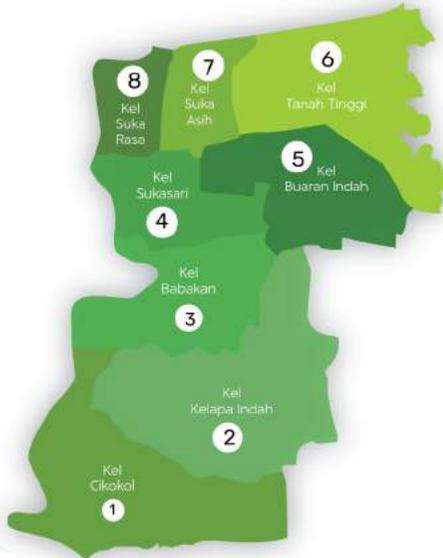 8
Kel
Suka
Rasa
7
Kel
Suka
Asih
6
Kel
Tanah Tinggi
5
Kel
Buaran Indah
Kel
Sukasari
4
Kel
Babakan
3
Kel
Kelapa Indah
2
Kel
Cikokol
1